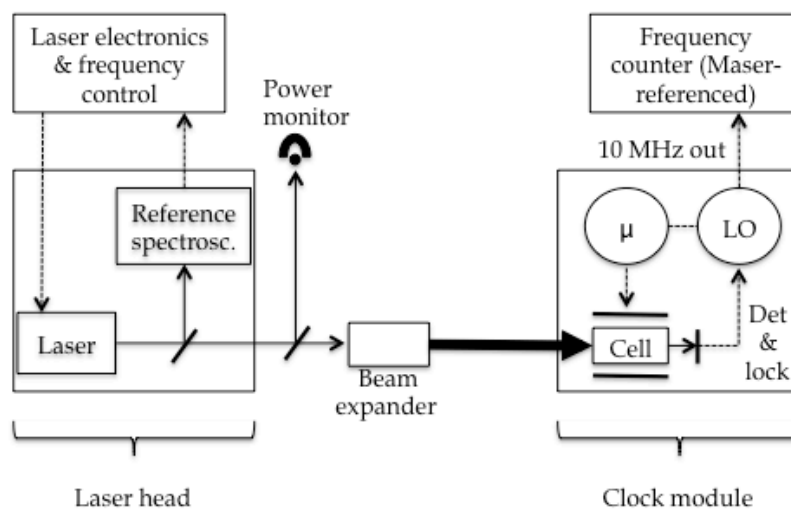 Laser electronics
& frequency
control
Power
monitor
Frequency
counter (Maser-
referenced)
10 MHz out
Reference
spectrosc.
μ
LO
Laser
Cell
Det
&
lock
Beam
expander
Laser head
Clock module